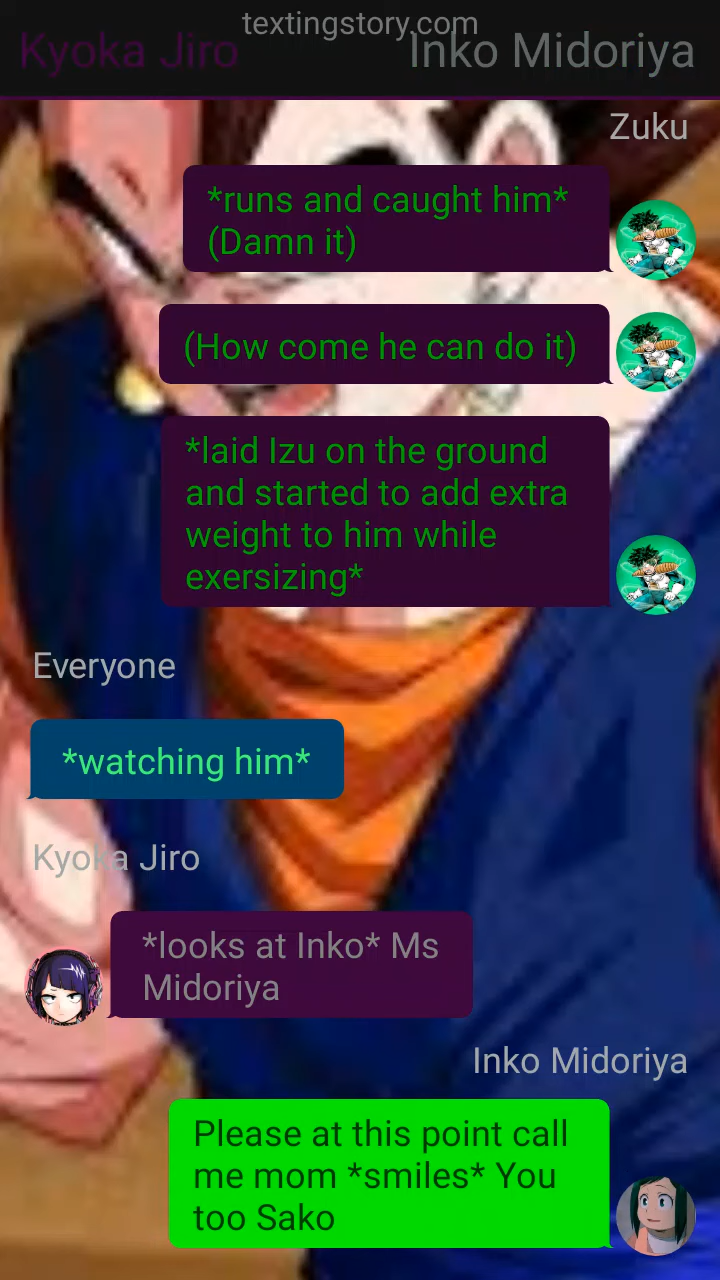 textingstory.com
Kyoka Jiro
Inko Midoriya
Zuku
*runs and caught him*
(Damn it)
(How come he can do it)
*laid Izu on the ground
and started to add extra
weight to him while
exersizing*
Everyone
*watching him*
Kyoka Jiro
*looks at Inko* Ms
Midoriya
Inko Midoriya
Please at this point call
me mom *smiles* You
too Sako